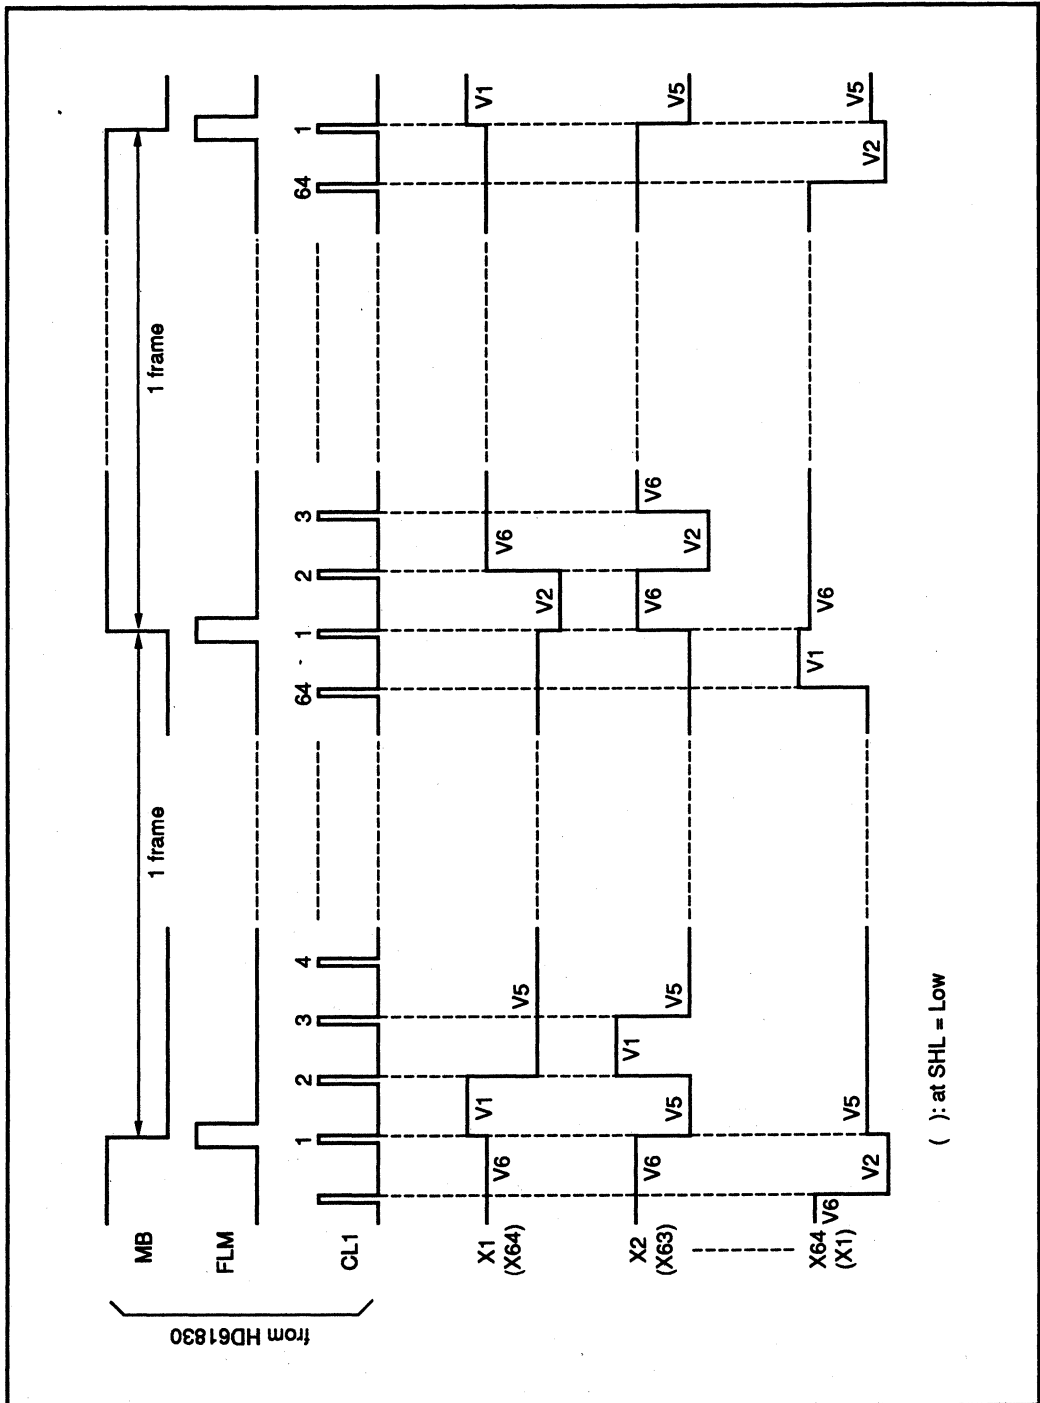 from HD61830
MB
1 frame
1 frame
FLM
CL1
1
2
3
4
64
1
2
3
64
1
X1
(X64)
V6
V1
V5
V2
V6
V1
X2
(X63)
V6
V5
V1
V5
V6
V2
V6
V5
X64
(X1)
V6
V2
V5
V1
V6
V2
V5
( ): at SHL = Low